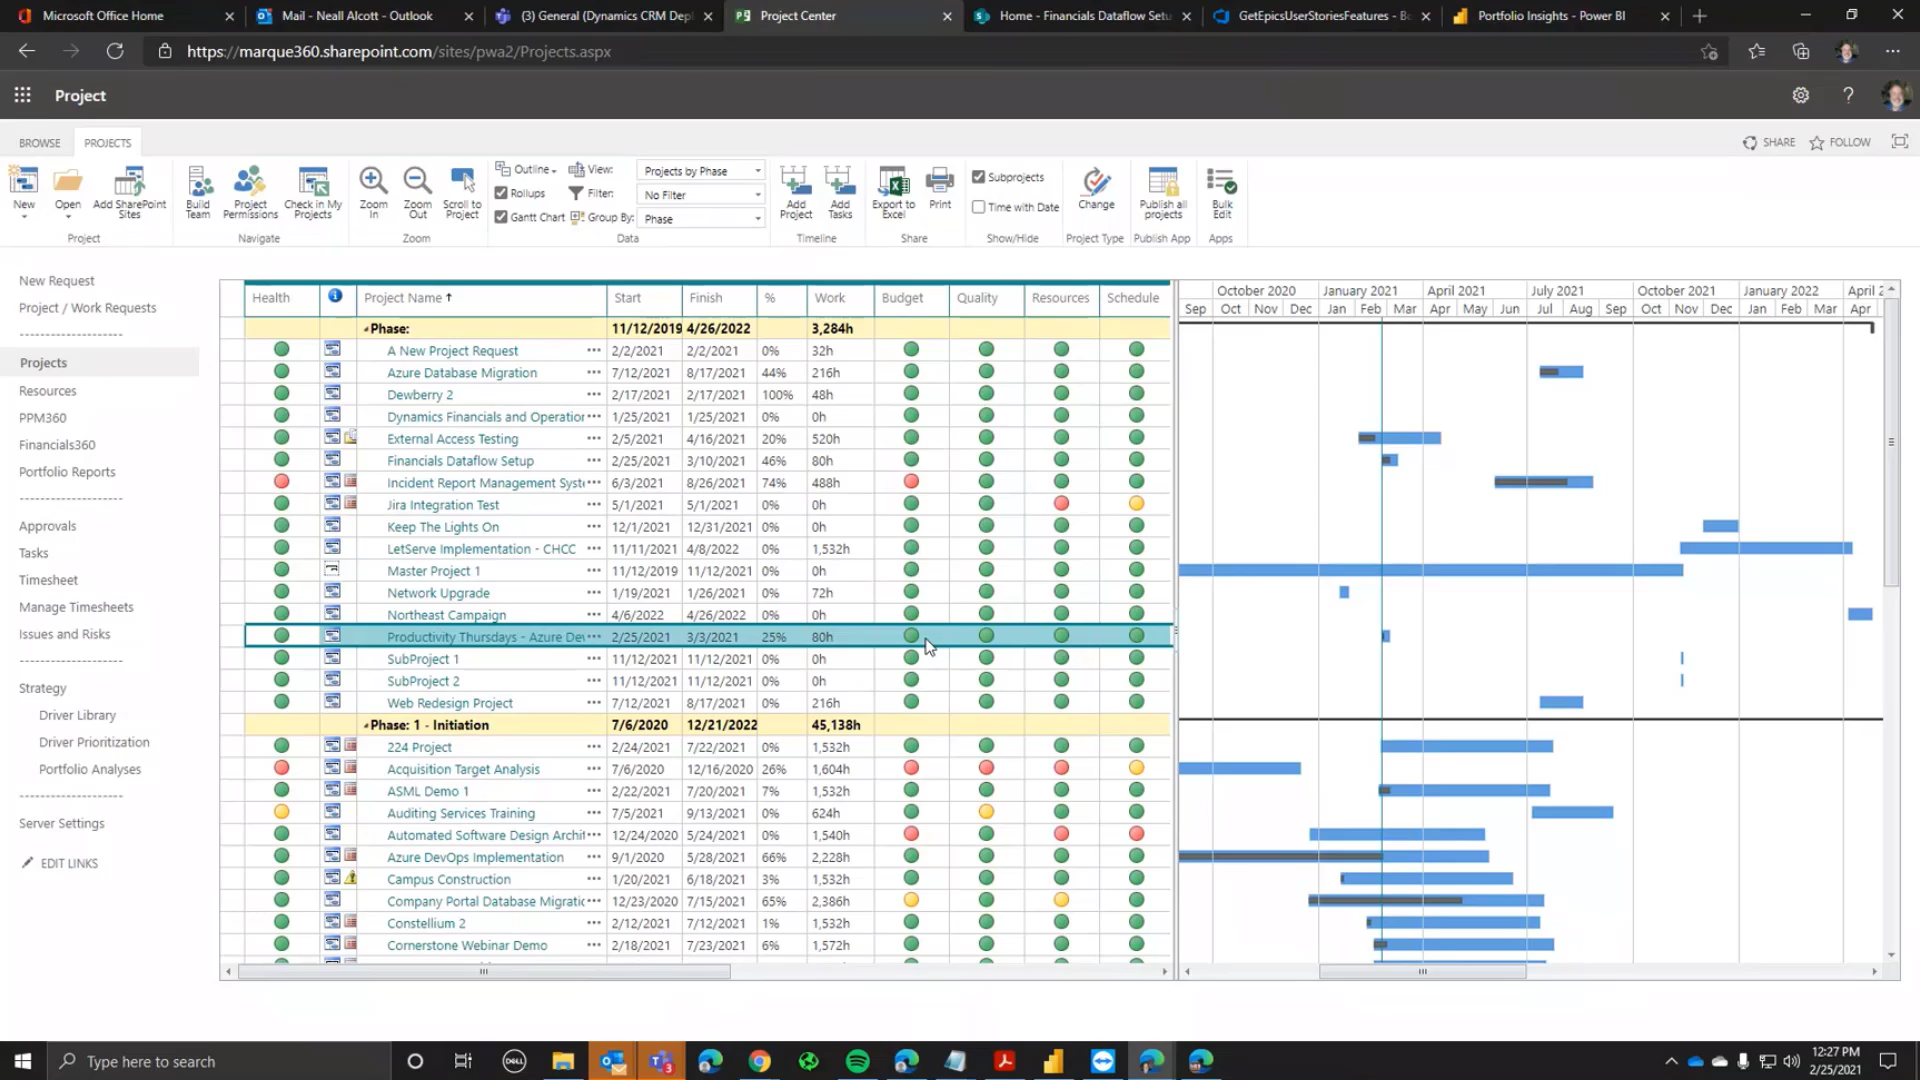 Microsoft Office Home
Mail - Neall Alcott - Outlook
(3) General (Dynamics CRM Dep
Project Center
Home - Financials Dataflow Setu
GetEpicsUserStoriesFeatures - Bo
Portfolio Insights - Power BI
https://marque360.sharepoint.com/sites/pwa2/Projects.aspx
Project
BROWSE
PROJECTS
SHARE
FOLLOW
New
Open
Add SharePoint Sites
Project
Build Team
Project Permissions
Check in My Projects
Navigate
Zoom In
Zoom Out
Scroll to Project
Zoom
Outline
View: Projects by Phase
Rollups
Filter: No Filter
Gantt Chart
Group By: Phase
Data
Add Project
Add Tasks
Timeline
Export to Excel
Print
Share
Subprojects
Time with Date
Show/Hide
Change
Project Type
Publish all projects
Publish App
Bulk Edit
Apps
New Request
Project / Work Requests
--------------------
Projects
Resources
PPM360
Financials360
Portfolio Reports
--------------------
Approvals
Tasks
Timesheet
Manage Timesheets
Issues and Risks
--------------------
Strategy
Driver Library
Driver Prioritization
Portfolio Analyses
--------------------
Server Settings
EDIT LINKS
Health Project Name Start Finish % Work Budget Quality Resources Schedule
Phase: 11/12/2019 4/26/2022 3,284h
A New Project Request 2/2/2021 2/2/2021 0% 32h
Azure Database Migration 7/12/2021 8/17/2021 44% 216h
Dewberry 2 2/17/2021 2/17/2021 100% 48h
Dynamics Financials and Operation 1/25/2021 1/25/2021 0% 0h
External Access Testing 2/5/2021 4/16/2021 20% 520h
Financials Dataflow Setup 2/25/2021 3/10/2021 46% 80h
Incident Report Management Syst 6/3/2021 8/26/2021 74% 488h
Jira Integration Test 5/1/2021 5/1/2021 0% 0h
Keep The Lights On 12/1/2021 12/31/2021 0% 0h
LetServe Implementation - CHCC 11/11/2021 4/8/2022 0% 1,532h
Master Project 1 11/12/2019 11/12/2021 0% 0h
Network Upgrade 1/19/2021 1/26/2021 0% 72h
Northeast Campaign 4/6/2022 4/26/2022 0% 0h
Productivity Thursdays - Azure Dev 2/25/2021 3/3/2021 25% 80h
SubProject 1 11/12/2021 11/12/2021 0% 0h
SubProject 2 11/12/2021 11/12/2021 0% 0h
Web Redesign Project 7/12/2021 8/17/2021 0% 216h
Phase: 1 - Initiation 7/6/2020 12/21/2022 45,138h
224 Project 2/24/2021 7/22/2021 0% 1,532h
Acquisition Target Analysis 7/6/2020 12/16/2020 26% 1,604h
ASML Demo 1 2/22/2021 7/20/2021 7% 1,532h
Auditing Services Training 7/5/2021 9/13/2021 0% 624h
Automated Software Design Archit 12/24/2020 5/24/2021 0% 1,540h
Azure DevOps Implementation 9/1/2020 5/28/2021 66% 2,228h
Campus Construction 1/20/2021 6/18/2021 3% 1,532h
Company Portal Database Migratic 12/23/2020 7/15/2021 65% 2,386h
Constellium 2 2/12/2021 7/12/2021 1% 1,532h
Cornerstone Webinar Demo 2/18/2021 7/23/2021 6% 1,572h
October 2020 January 2021 April 2021 July 2021 October 2021 January 2022 April 2
Sep Oct Nov Dec Jan Feb Mar Apr May Jun Jul Aug Sep Oct Nov Dec Jan Feb Mar Apr
Type here to search
DELL
3
12:27 PM
2/25/2021